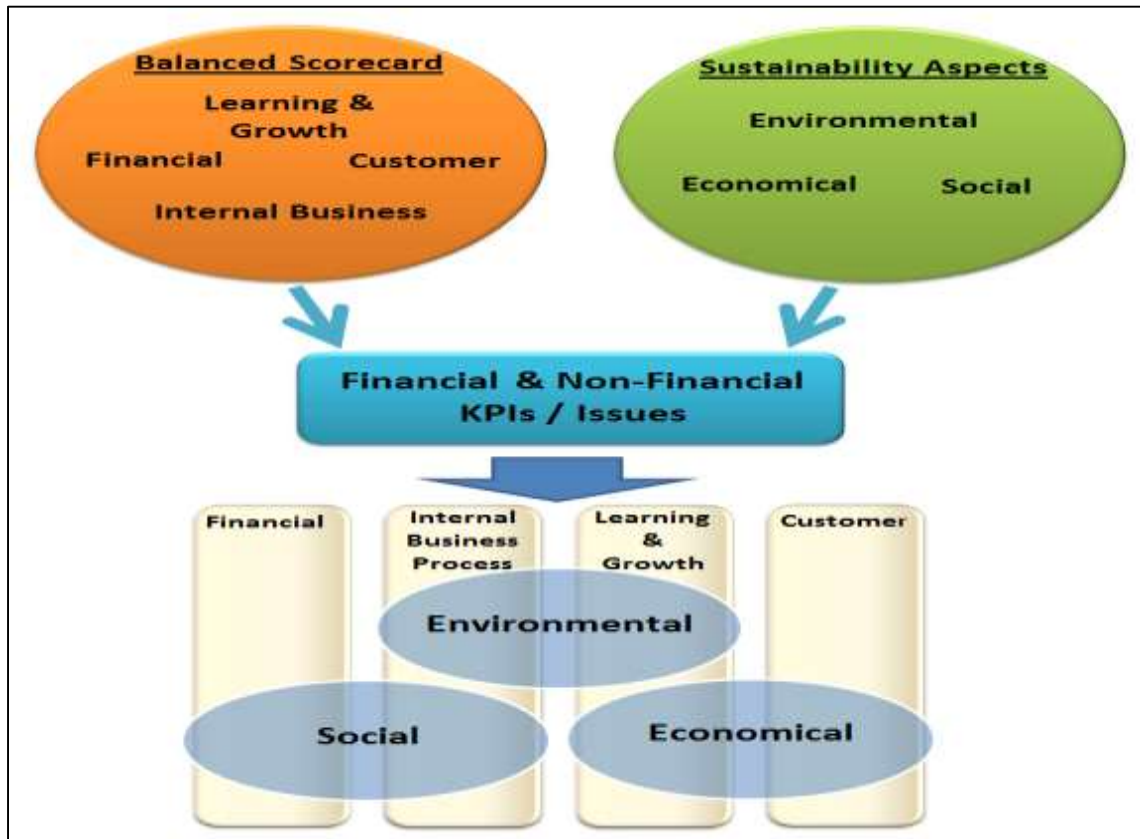 Balanced Scorecard
Learning &
Growth
Financial Customer
Internal Business
Sustainability Aspects
Environmental
Economical Social
Financial & Non-Financial
KPIs / Issues
Financial
Internal
Business
Process
Learning
&
Growth
Customer
Environmental
Social
Economical